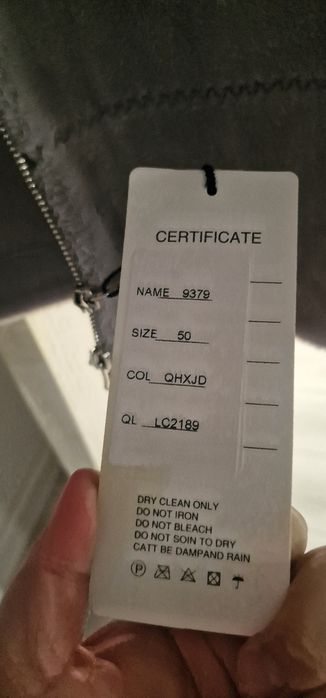 CERTIFICATE
NAME 9379
SIZE 50
COL QHXJD
QL LC2189
DRY CLEAN ONLY
DO NOT IRON
DO NOT BLEACH
DO NOT SOIN TO DRY
CATT BE DAMPAND RAIN
P